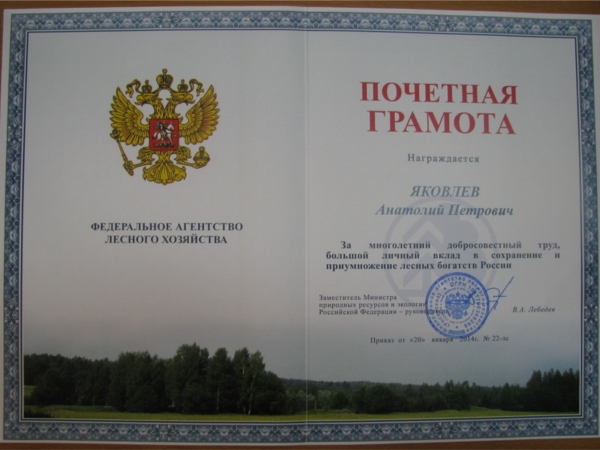 ФЕДЕРАЛЬНОЕ АГЕНТСТВО
ЛЕСНОГО ХОЗЯЙСТВА
ПОЧЕТНАЯ
ГРАМОТА
Награждается
ЯКОВЛЕВ
Анатолий Петрович
За многолетний добросовестный труд,
большой личный вклад в сохранение и
приумножение лесных богатств России
Заместитель Министра
природных ресурсов и экологии
Российской Федерации – руководитель
В.А. Лебедев
Приказ от «20» января 2014г. № 22-лс